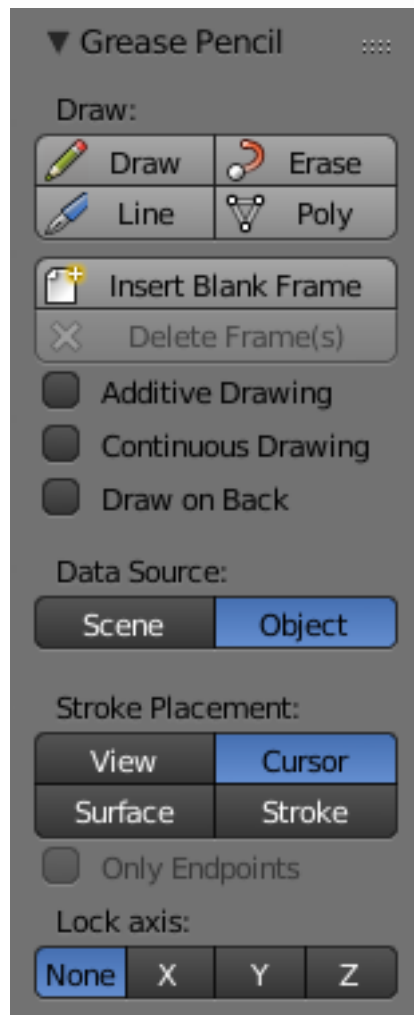 Grease Pencil
Draw:
Draw Erase
Line Poly
Insert Blank Frame
Delete Frame(s)
Additive Drawing
Continuous Drawing
Draw on Back
Data Source:
Scene Object
Stroke Placement:
View Cursor
Surface Stroke
Only Endpoints
Lock axis:
None X Y Z